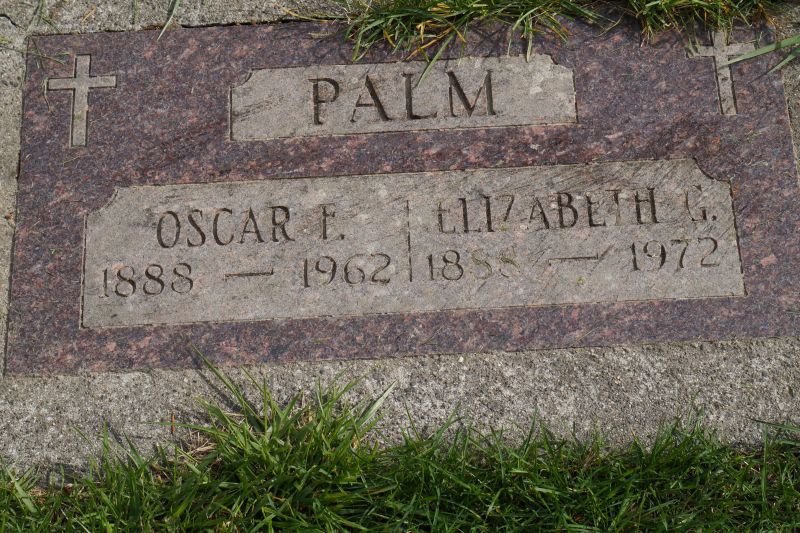 PALM
OSCAR F.
1888 — 1962
ELIZABETH G.
1888 — 1972